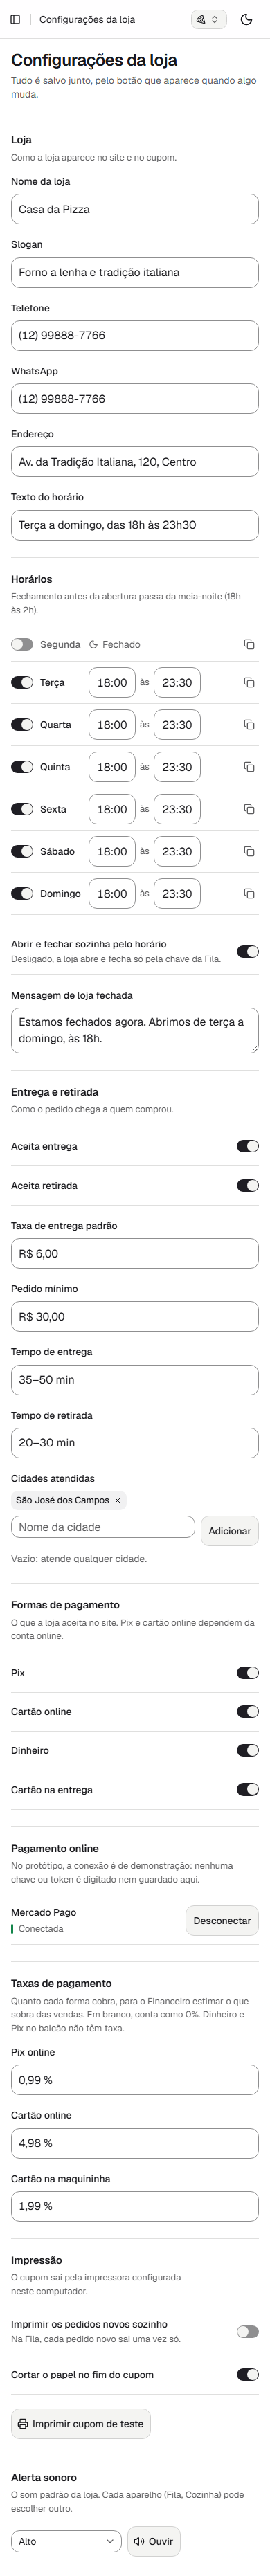 Configurações da loja
Configurações da loja
Tudo é salvo junto, pelo botão que aparece quando algo
muda.
Loja
Como a loja aparece no site e no cupom.
Nome da loja
Casa da Pizza
Slogan
Forno a lenha e tradição italiana
Telefone
(12) 99888-7766
WhatsApp
(12) 99888-7766
Endereço
Av. da Tradição Italiana, 120, Centro
Texto do horário
Terça a domingo, das 18h às 23h30
Horários
Fechamento antes da abertura passa da meia-noite (18h
às 2h).
Segunda Fechado
Terça 18:00 às 23:30
Quarta 18:00 às 23:30
Quinta 18:00 às 23:30
Sexta 18:00 às 23:30
Sábado 18:00 às 23:30
Domingo 18:00 às 23:30
Abrir e fechar sozinha pelo horário
Desligado, a loja abre e fecha só pela chave da Fila.
Mensagem de loja fechada
Estamos fechados agora. Abrimos de terça a
domingo, às 18h.
Entrega e retirada
Como o pedido chega a quem comprou.
Aceita entrega
Aceita retirada
Taxa de entrega padrão
R$ 6,00
Pedido mínimo
R$ 30,00
Tempo de entrega
35–50 min
Tempo de retirada
20–30 min
Cidades atendidas
São José dos Campos ×
Nome da cidade Adicionar
Vazio: atende qualquer cidade.
Formas de pagamento
O que a loja aceita no site. Pix e cartão online dependem da
conta online.
Pix
Cartão online
Dinheiro
Cartão na entrega
Pagamento online
No protótipo, a conexão é de demonstração: nenhuma
chave ou token é digitado nem guardado aqui.
Mercado Pago
Conectada
Desconectar
Taxas de pagamento
Quanto cada forma cobra, para o Financeiro estimar o que
sobra das vendas. Em branco, conta como 0%. Dinheiro e
Pix no balcão não têm taxa.
Pix online
0,99 %
Cartão online
4,98 %
Cartão na maquininha
1,99 %
Impressão
O cupom sai pela impressora configurada
neste computador.
Imprimir os pedidos novos sozinho
Na Fila, cada pedido novo sai uma vez só.
Cortar o papel no fim do cupom
Imprimir cupom de teste
Alerta sonoro
O som padrão da loja. Cada aparelho (Fila, Cozinha) pode
escolher outro.
Alto Ouvir